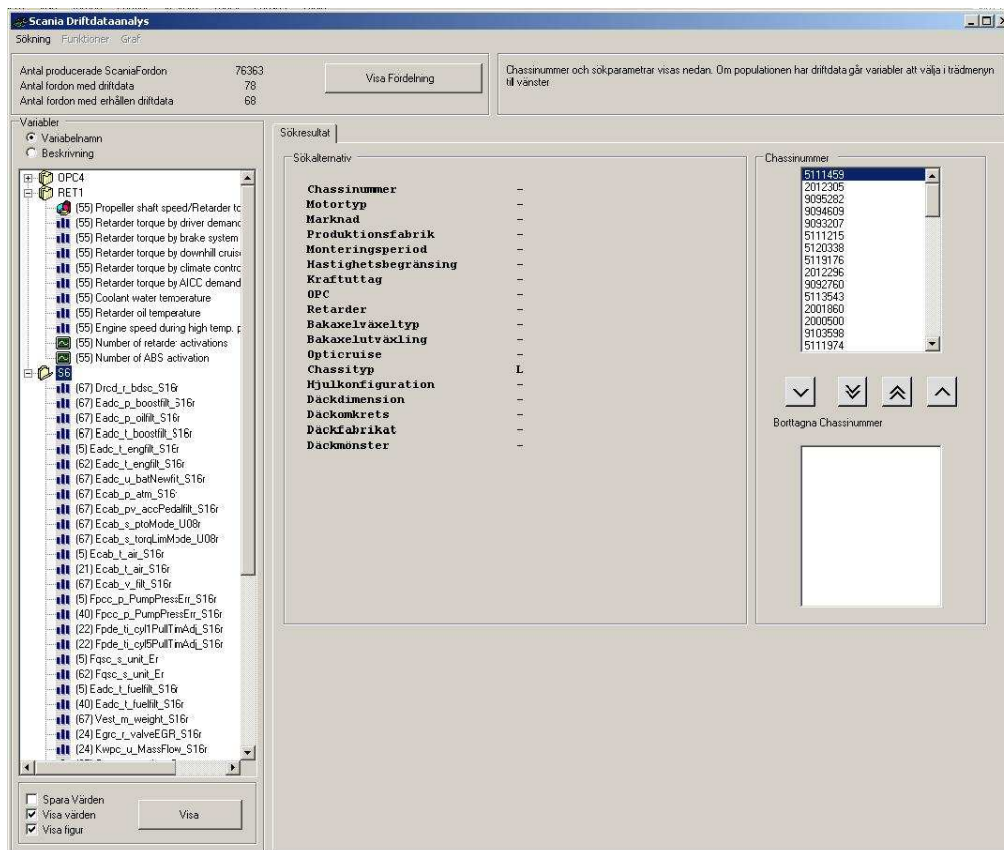 Scania Driftdataanalys
Sökning Funktioner Graf
Antal producerade ScaniaFordon 76363
Antal fordon med driftdata 78
Antal fordon med erhållen driftdata 68
Visa Fördelning
Chassinummer och sökparametrar visas nedan. Om populationen har driftdata går variabler att välja i trädmenyn
till vänster
Variabler
Variabelnamn
Beskrivning
OPC4
RET1
(55) Propeller shaft speed/Retarder tc
(55) Retarder torque by driver demanc
(55) Retarder torque by brake system
(55) Retarder torque by downhill cruis
(55) Retarder torque by climate contrc
(55) Retarder torque by AICC demand
(55) Coolant water temperature
(55) Retarder oil temperature
(55) Engine speed during high temp. p
(55) Number of retarder activations
(55) Number of ABS activation
S6
(67) Drcd_r_bdsc_S16r
(67) Eadc_p_boostfilt_S16r
(67) Eadc_p_oilfilt_S16r
(67) Eadc_t_boostfilt_S16r
(5) Eadc_t_engfilt_S16r
(62) Eadc_t_engfilt_S16r
(67) Eadc_u_batNewfit_S16r
(67) Ecab_p_atm_S16r
(67) Ecab_pv_accPedalfilt_S16r
(67) Ecab_s_ptoMode_U08r
(67) Ecab_s_torqLimMode_U08r
(5) Ecab_t_air_S16r
(21) Ecab_t_air_S16r
(67) Ecab_v_filt_S16r
(5) Fpcc_p_PumpPressErr_S16r
(40) Fpcc_p_PumpPressErr_S16r
(22) Fpde_ti_cyl1PullTimAdj_S16r
(22) Fpde_ti_cyl5PullTimAdj_S16r
(5) Fqsc_s_unit_Er
(62) Fqsc_s_unit_Er
(5) Eadc_t_fuelfilt_S16r
(40) Eadc_t_fuelfilt_S16r
(67) Vest_m_weight_S16r
(24) Egrc_r_valveEGR_S16r
(24) Kwpc_u_MassFlow_S16r
Spara Värden
Visa värden
Visa figur
Visa
Sökresultat
Sökalternativ
Chassinummer -
Motortyp -
Marknad -
Produktionsfabrik -
Monteringsperiod -
Hastighetsbegränsing -
Kraftuttag -
OPC -
Retarder -
Bakaxelväxeltyp -
Bakaxelutväxling -
Opticruise -
Chassityp L
Hjulkonfiguration -
Däckdimension -
Däckomkrets -
Däckfabrikat -
Däckmönster -
Chassinummer
5111459
2012305
9095282
9094609
9093207
5111215
5120338
5119176
2012296
9092760
5113543
2001860
2000500
9103598
5111974
Borttagna Chassinummer